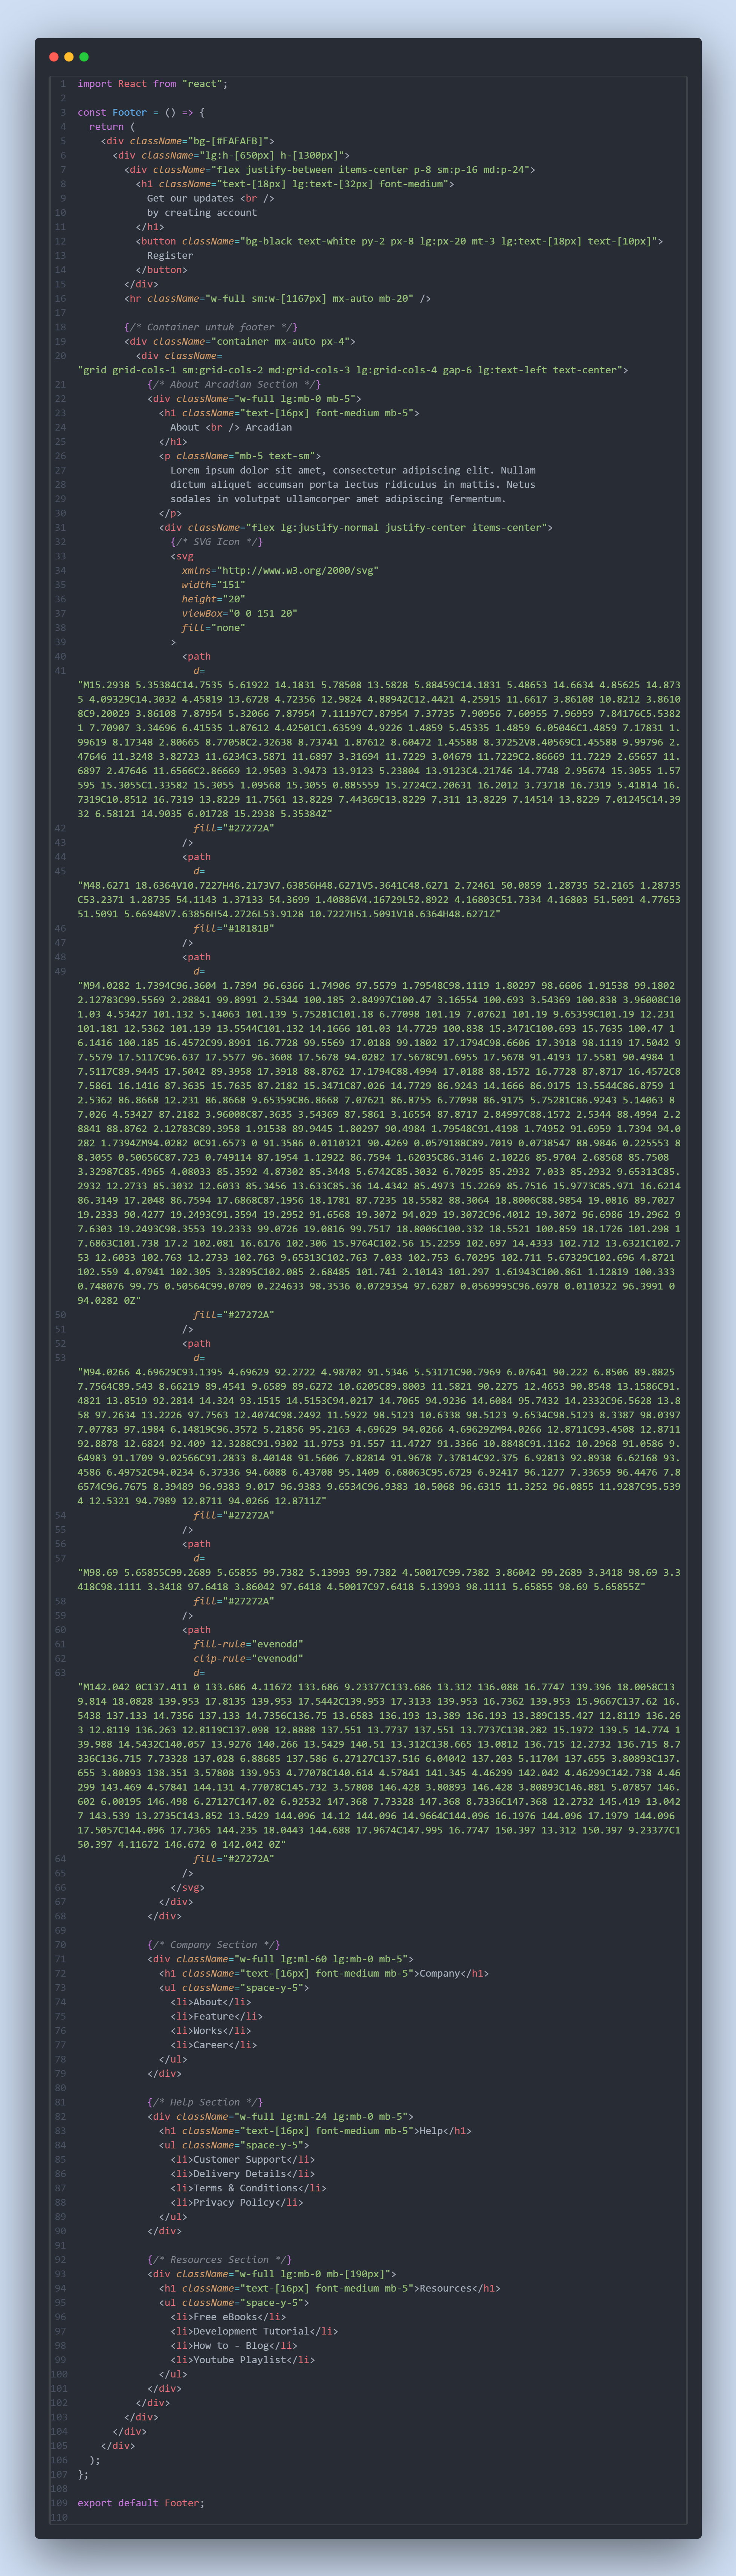 1 import React from "react";
2
3 const Footer = () => {
4 return (
5 <div className="bg-[#FAFAFB]">
6 <div className="lg:h-[650px] h-[1300px]">
7 <div className="flex justify-between items-center p-8 sm:p-16 md:p-24">
8 <h1 className="text-[18px] lg:text-[32px] font-medium">
9 Get our updates <br />
10 by creating account
11 </h1>
12 <button className="bg-black text-white py-2 px-8 lg:px-20 mt-3 lg:text-[18px] text-[10px]">
13 Register
14 </button>
15 </div>
16 <hr className="w-full sm:w-[1167px] mx-auto mb-20" />
17
18 {/* Container untuk footer */}
19 <div className="container mx-auto px-4">
20 <div className=
"grid grid-cols-1 sm:grid-cols-2 md:grid-cols-3 lg:grid-cols-4 gap-6 lg:text-left text-center">
21 {/* About Arcadian Section */}
22 <div className="w-full lg:mb-0 mb-5">
23 <h1 className="text-[16px] font-medium mb-5">
24 About <br /> Arcadian
25 </h1>
26 <p className="mb-5 text-sm">
27 Lorem ipsum dolor sit amet, consectetur adipiscing elit. Nullam
28 dictum aliquet accumsan porta lectus ridiculus in mattis. Netus
29 sodales in volutpat ullamcorper amet adipiscing fermentum.
30 </p>
31 <div className="flex lg:justify-normal justify-center items-center">
32 {/* SVG Icon */}
33 <svg
34 xmlns="http://www.w3.org/2000/svg"
35 width="151"
36 height="20"
37 viewBox="0 0 151 20"
38 fill="none"
39 >
40 <path
41 d=
"M15.2938 5.35384C14.7535 5.61922 14.1831 5.78508 13.5828 5.88459C14.1831 5.48653 14.6634 4.85625 14.873
5 4.09329C14.3032 4.45819 13.6728 4.72356 12.9824 4.88942C12.4421 4.25915 11.6617 3.86108 10.8212 3.8610
8C9.20029 3.86108 7.87954 5.32066 7.87954 7.11197C7.87954 7.37735 7.90956 7.60955 7.96959 7.84176C5.5382
1 7.70907 3.34696 6.41535 1.87612 4.42501C1.63599 4.9226 1.4859 5.45335 1.4859 6.05046C1.4859 7.17831 1.
99619 8.17348 2.80665 8.77058C2.32638 8.73741 1.87612 8.60472 1.45588 8.37252V8.40569C1.45588 9.99796 2.
47646 11.3248 3.82723 11.6234C3.5871 11.6897 3.31694 11.7229 3.04679 11.7229C2.86669 11.7229 2.65657 11.
6897 2.47646 11.6566C2.86669 12.9503 3.9473 13.9123 5.23804 13.9123C4.21746 14.7748 2.95674 15.3055 1.57
595 15.3055C1.33582 15.3055 1.09568 15.3055 0.885559 15.2724C2.20631 16.2012 3.73718 16.7319 5.41814 16.
7319C10.8512 16.7319 13.8229 11.7561 13.8229 7.44369C13.8229 7.311 13.8229 7.14514 13.8229 7.01245C14.39
32 6.58121 14.9035 6.01728 15.2938 5.35384Z"
42 fill="#27272A"
43 />
44 <path
45 d=
"M48.6271 18.6364V10.7227H46.2173V7.63856H48.6271V5.3641C48.6271 2.72461 50.0859 1.28735 52.2165 1.28735
C53.2371 1.28735 54.1143 1.37133 54.3699 1.40886V4.16729L52.8922 4.16803C51.7334 4.16803 51.5091 4.77653
51.5091 5.66948V7.63856H54.2726L53.9128 10.7227H51.5091V18.6364H48.6271Z"
46 fill="#18181B"
47 />
48 <path
49 d=
"M94.0282 1.7394C96.3604 1.7394 96.6366 1.74906 97.5579 1.79548C98.1119 1.80297 98.6606 1.91538 99.1802
2.12783C99.5569 2.28841 99.8991 2.5344 100.185 2.84997C100.47 3.16554 100.693 3.54369 100.838 3.96008C10
1.03 4.53427 101.132 5.14063 101.139 5.75281C101.18 6.77098 101.19 7.07621 101.19 9.65359C101.19 12.231
101.181 12.5362 101.139 13.5544C101.132 14.1666 101.03 14.7729 100.838 15.3471C100.693 15.7635 100.47 1
6.1416 100.185 16.4572C99.8991 16.7728 99.5569 17.0188 99.1802 17.1794C98.6606 17.3918 98.1119 17.5042 9
7.5579 17.5117C96.637 17.5577 96.3608 17.5678 94.0282 17.5678C91.6955 17.5678 91.4193 17.5581 90.4984 1
7.5117C89.9445 17.5042 89.3958 17.3918 88.8762 17.1794C88.4994 17.0188 88.1572 16.7728 87.8717 16.4572C8
7.5861 16.1416 87.3635 15.7635 87.2182 15.3471C87.026 14.7729 86.9243 14.1666 86.9175 13.5544C86.8759 1
2.5362 86.8668 12.231 86.8668 9.65359C86.8668 7.07621 86.8755 6.77098 86.9175 5.75281C86.9243 5.14063 8
7.026 4.53427 87.2182 3.96008C87.3635 3.54369 87.5861 3.16554 87.8717 2.84997C88.1572 2.5344 88.4994 2.2
8841 88.8762 2.12783C89.3958 1.91538 89.9445 1.80297 90.4984 1.79548C91.4198 1.74952 91.6959 1.7394 94.0
282 1.7394ZM94.0282 0C91.6573 0 91.3586 0.0110321 90.4269 0.0579188C89.7019 0.0738547 88.9846 0.225553 8
8.3055 0.50656C87.723 0.749114 87.1954 1.12922 86.7594 1.62035C86.3146 2.10226 85.9704 2.68568 85.7508
3.32987C85.4965 4.08033 85.3592 4.87302 85.3448 5.6742C85.3032 6.70295 85.2932 7.033 85.2932 9.65313C85.
2932 12.2733 85.3032 12.6033 85.3456 13.633C85.36 14.4342 85.4973 15.2269 85.7516 15.9773C85.971 16.6214
86.3149 17.2048 86.7594 17.6868C87.1956 18.1781 87.7235 18.5582 88.3064 18.8006C88.9854 19.0816 89.7027
19.2333 90.4277 19.2493C91.3594 19.2952 91.6568 19.3072 94.029 19.3072C96.4012 19.3072 96.6986 19.2962 9
7.6303 19.2493C98.3553 19.2333 99.0726 19.0816 99.7517 18.8006C100.332 18.5521 100.859 18.1726 101.298 1
7.6863C101.738 17.2 102.081 16.6176 102.306 15.9764C102.56 15.2259 102.697 14.4333 102.712 13.6321C102.7
53 12.6033 102.763 12.2733 102.763 9.65313C102.763 7.033 102.753 6.70295 102.711 5.67329C102.696 4.8721
102.559 4.07941 102.305 3.32895C102.085 2.68485 101.741 2.10143 101.297 1.61943C100.861 1.12819 100.333
0.748076 99.75 0.50564C99.0709 0.224633 98.3536 0.0729354 97.6287 0.0569995C96.6978 0.0110322 96.3991 0
94.0282 0Z"
50 fill="#27272A"
51 />
52 <path
53 d=
"M94.0266 4.69629C93.1395 4.69629 92.2722 4.98702 91.5346 5.53171C90.7969 6.07641 90.222 6.8506 89.8825
7.7564C89.543 8.66219 89.4541 9.6589 89.6272 10.6205C89.8003 11.5821 90.2275 12.4653 90.8548 13.1586C91.
4821 13.8519 92.2814 14.324 93.1515 14.5153C94.0217 14.7065 94.9236 14.6084 95.7432 14.2332C96.5628 13.8
58 97.2634 13.2226 97.7563 12.4074C98.2492 11.5922 98.5123 10.6338 98.5123 9.6534C98.5123 8.3387 98.0397
7.07783 97.1984 6.14819C96.3572 5.21856 95.2163 4.69629 94.0266 4.69629ZM94.0266 12.8711C93.4508 12.8711
92.8878 12.6824 92.409 12.3288C91.9302 11.9753 91.557 11.4727 91.3366 10.8848C91.1162 10.2968 91.0586 9.
64983 91.1709 9.02566C91.2833 8.40148 91.5606 7.82814 91.9678 7.37814C92.375 6.92813 92.8938 6.62168 93.
4586 6.49752C94.0234 6.37336 94.6088 6.43708 95.1409 6.68063C95.6729 6.92417 96.1277 7.33659 96.4476 7.8
6574C96.7675 8.39489 96.9383 9.017 96.9383 9.6534C96.9383 10.5068 96.6315 11.3252 96.0855 11.9287C95.539
4 12.5321 94.7989 12.8711 94.0266 12.8711Z"
54 fill="#27272A"
55 />
56 <path
57 d=
"M98.69 5.65855C99.2689 5.65855 99.7382 5.13993 99.7382 4.50017C99.7382 3.86042 99.2689 3.3418 98.69 3.3
418C98.1111 3.3418 97.6418 3.86042 97.6418 4.50017C97.6418 5.13993 98.1111 5.65855 98.69 5.65855Z"
58 fill="#27272A"
59 />
60 <path
61 fill-rule="evenodd"
62 clip-rule="evenodd"
63 d=
"M142.042 0C137.411 0 133.686 4.11672 133.686 9.23377C133.686 13.312 136.088 16.7747 139.396 18.0058C13
9.814 18.0828 139.953 17.8135 139.953 17.5442C139.953 17.3133 139.953 16.7362 139.953 15.9667C137.62 16.
5438 137.133 14.7356 137.133 14.7356C136.75 13.6583 136.193 13.389 136.193 13.389C135.427 12.8119 136.26
3 12.8119 136.263 12.8119C137.098 12.8888 137.551 13.7737 137.551 13.7737C138.282 15.1972 139.5 14.774 1
39.988 14.5432C140.057 13.9276 140.266 13.5429 140.51 13.312C138.665 13.0812 136.715 12.2732 136.715 8.7
336C136.715 7.73328 137.028 6.88685 137.586 6.27127C137.516 6.04042 137.203 5.11704 137.655 3.80893C137.
655 3.80893 138.351 3.57808 139.953 4.77078C140.614 4.57841 141.345 4.46299 142.042 4.46299C142.738 4.46
299 143.469 4.57841 144.131 4.77078C145.732 3.57808 146.428 3.80893 146.428 3.80893C146.881 5.07857 146.
602 6.00195 146.498 6.27127C147.02 6.92532 147.368 7.73328 147.368 8.7336C147.368 12.2732 145.419 13.042
7 143.539 13.2735C143.852 13.5429 144.096 14.12 144.096 14.9664C144.096 16.1976 144.096 17.1979 144.096
17.5057C144.096 17.7365 144.235 18.0443 144.688 17.9674C147.995 16.7747 150.397 13.312 150.397 9.23377C1
50.397 4.11672 146.672 0 142.042 0Z"
64 fill="#27272A"
65 />
66 </svg>
67 </div>
68 </div>
69
70 {/* Company Section */}
71 <div className="w-full lg:ml-60 lg:mb-0 mb-5">
72 <h1 className="text-[16px] font-medium mb-5">Company</h1>
73 <ul className="space-y-5">
74 <li>About</li>
75 <li>Feature</li>
76 <li>Works</li>
77 <li>Career</li>
78 </ul>
79 </div>
80
81 {/* Help Section */}
82 <div className="w-full lg:ml-24 lg:mb-0 mb-5">
83 <h1 className="text-[16px] font-medium mb-5">Help</h1>
84 <ul className="space-y-5">
85 <li>Customer Support</li>
86 <li>Delivery Details</li>
87 <li>Terms & Conditions</li>
88 <li>Privacy Policy</li>
89 </ul>
90 </div>
91
92 {/* Resources Section */}
93 <div className="w-full lg:mb-0 mb-[190px]">
94 <h1 className="text-[16px] font-medium mb-5">Resources</h1>
95 <ul className="space-y-5">
96 <li>Free eBooks</li>
97 <li>Development Tutorial</li>
98 <li>How to - Blog</li>
99 <li>Youtube Playlist</li>
100 </ul>
101 </div>
102 </div>
103 </div>
104 </div>
105 </div>
106 );
107 };
108
109 export default Footer;
110